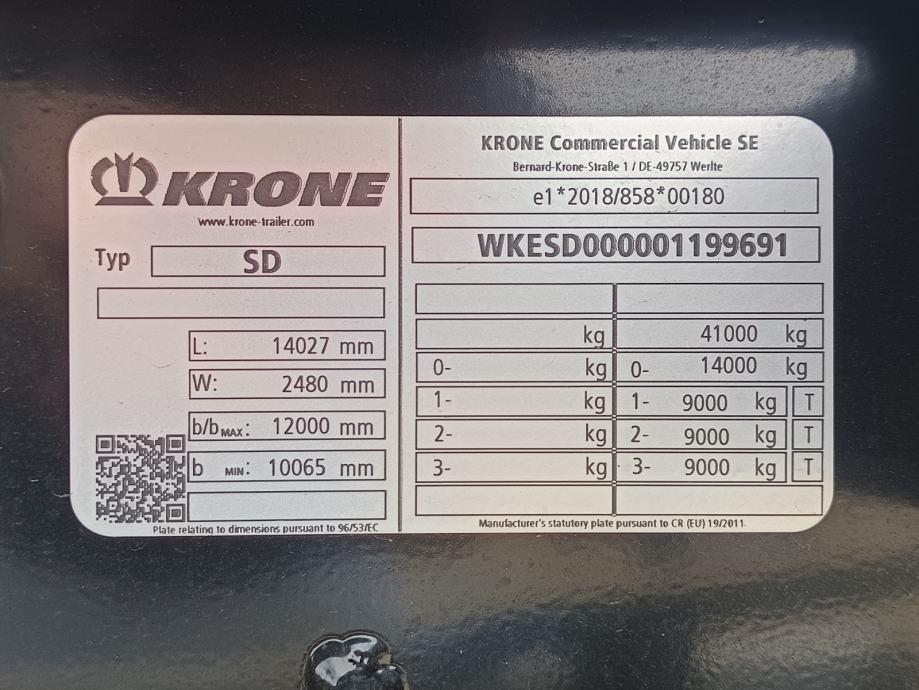 KRONE
www.krone-trailer.com
Typ SD
L: 14027 mm
W: 2480 mm
b/bMAX: 12000 mm
b MIN: 10065 mm
Plate relating to dimensions pursuant to 96/53/EC
KRONE Commercial Vehicle SE
Bernard-Krone-Straße 1 / DE-49757 Werlte
e1*2018/858*00180
WKESD000001199691
kg 41000 kg
0- kg 0- 14000 kg
1- kg 1- 9000 kg T
2- kg 2- 9000 kg T
3- kg 3- 9000 kg T
Manufacturer's statutory plate pursuant to CR (EU) 19/2011